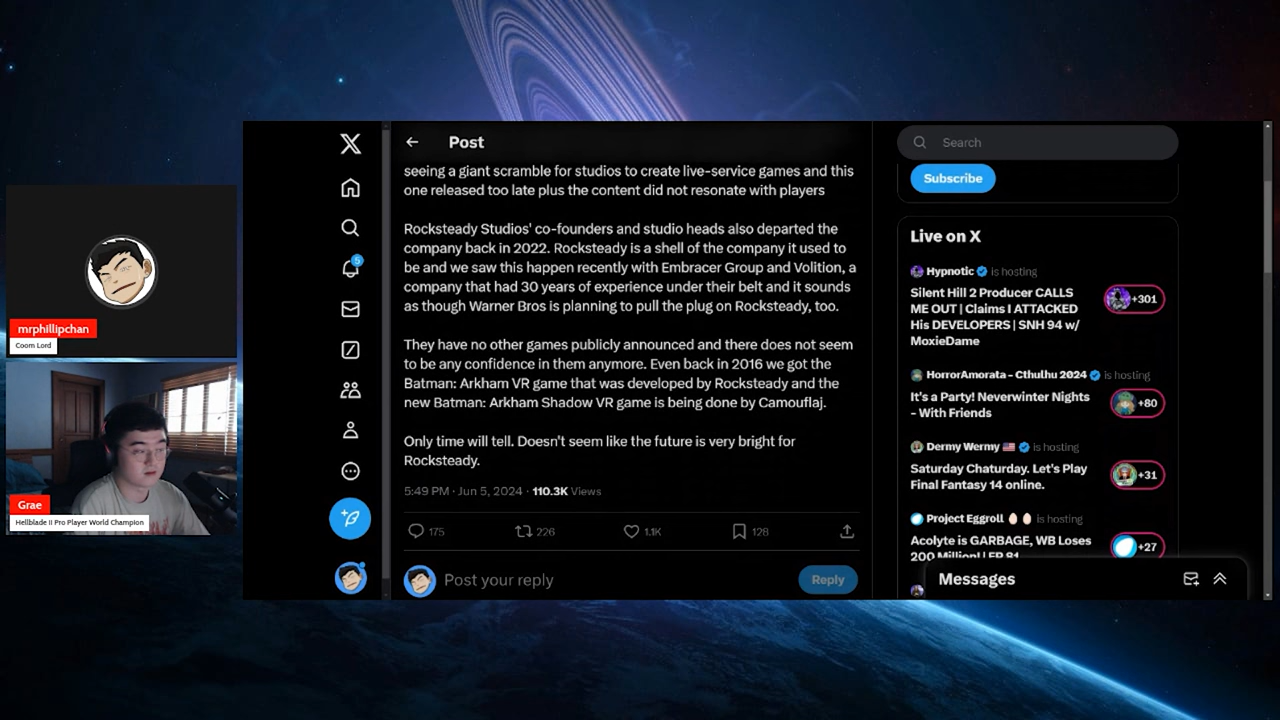 Post
seeing a giant scramble for studios to create live-service games and this
one released too late plus the content did not resonate with players
Rocksteady Studios' co-founders and studio heads also departed the
company back in 2022. Rocksteady is a shell of the company it used to
be and we saw this happen recently with Embracer Group and Volition, a
company that had 30 years of experience under their belt and it sounds
as though Warner Bros is planning to pull the plug on Rocksteady, too.
They have no other games publicly announced and there does not seem
to be any confidence in them anymore. Even back in 2016 we got the
Batman: Arkham VR game that was developed by Rocksteady and the
new Batman: Arkham Shadow VR game is being done by Camouflaj.
Only time will tell. Doesn't seem like the future is very bright for
Rocksteady.
5:49 PM · Jun 5, 2024 · 110.3K Views
175 226 1.1K 128
Post your reply
Reply
5
Search
Subscribe
Live on X
Hypnotic is hosting
Silent Hill 2 Producer CALLS
ME OUT | Claims I ATTACKED
His DEVELOPERS | SNH 94 w/
MoxieDame
+301
HorrorAmorata - Cthulhu 2024 is hosting
It's a Party! Neverwinter Nights
- With Friends
+80
Dermy Wermy 🇺🇸 is hosting
Saturday Chaturday. Let's Play
Final Fantasy 14 online.
+31
Project Eggroll 🥚🥚 is hosting
Acolyte is GARBAGE, WB Loses
200 Million! | EP 81
+27
Messages
mrphillipchan
Coom Lord
Grae
Hellblade II Pro Player World Champion